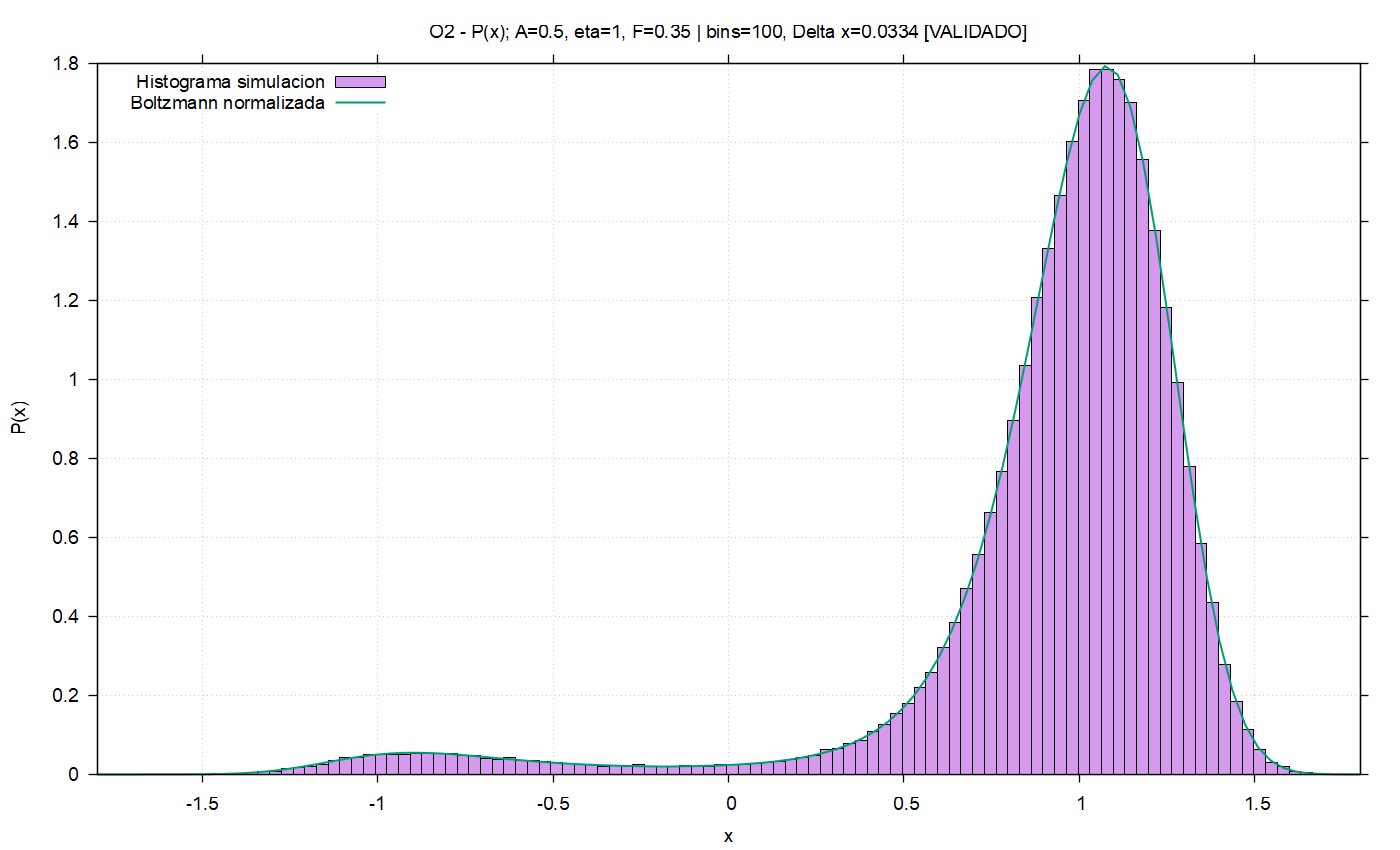 O2 - P(x); A=0.5, eta=1, F=0.35 | bins=100, Delta x=0.0334 [VALIDADO]
Histograma simulacion
Boltzmann normalizada
1.8
1.6
1.4
1.2
1
0.8
0.6
0.4
0.2
0
P(x)
-1.5 -1 -0.5 0 0.5 1 1.5
x